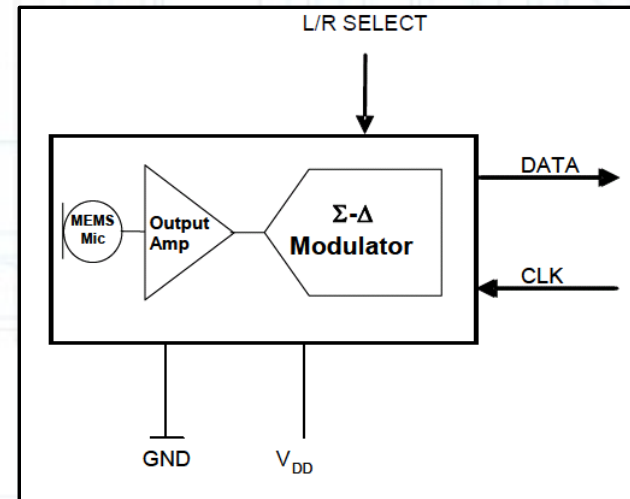 L/R SELECT
DATA
MEMS
Mic
Output
Amp
Σ-Δ
Modulator
CLK
GND
VDD